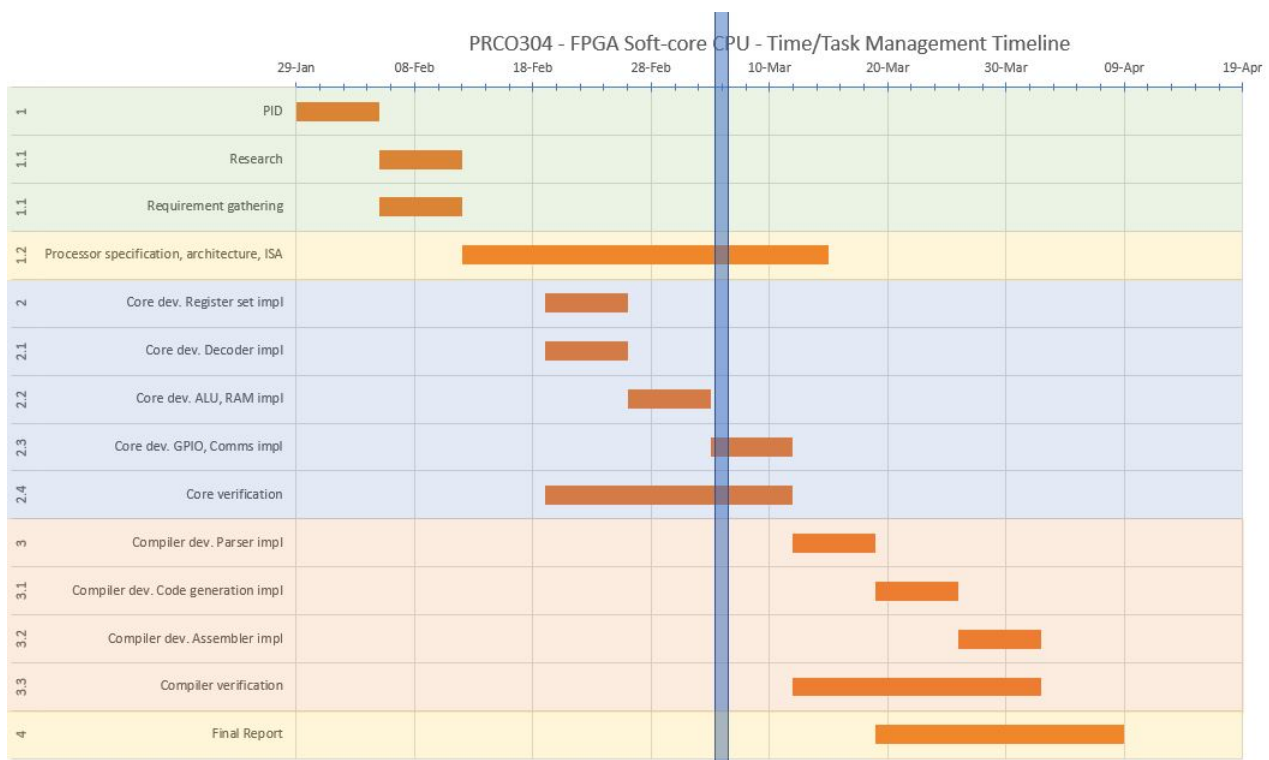 PRCO304 - FPGA Soft-core CPU - Time/Task Management Timeline
29-Jan 08-Feb 18-Feb 28-Feb 10-Mar 20-Mar 30-Mar 09-Apr 19-Apr
1 PID
1.1 Research
1.1 Requirement gathering
1.2 Processor specification, architecture, ISA
2 Core dev. Register set impl
2.1 Core dev. Decoder impl
2.2 Core dev. ALU, RAM impl
2.3 Core dev. GPIO, Comms impl
2.4 Core verification
3 Compiler dev. Parser impl
3.1 Compiler dev. Code generation impl
3.2 Compiler dev. Assembler impl
3.3 Compiler verification
4 Final Report